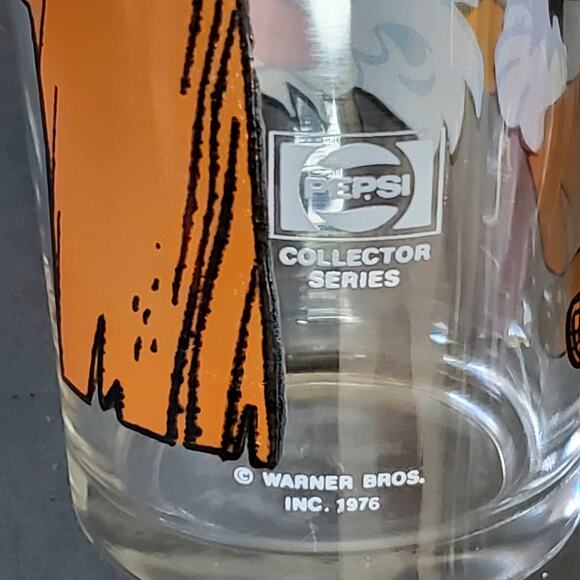 PEPSI
COLLECTOR
SERIES
© WARNER BROS.
INC. 1976